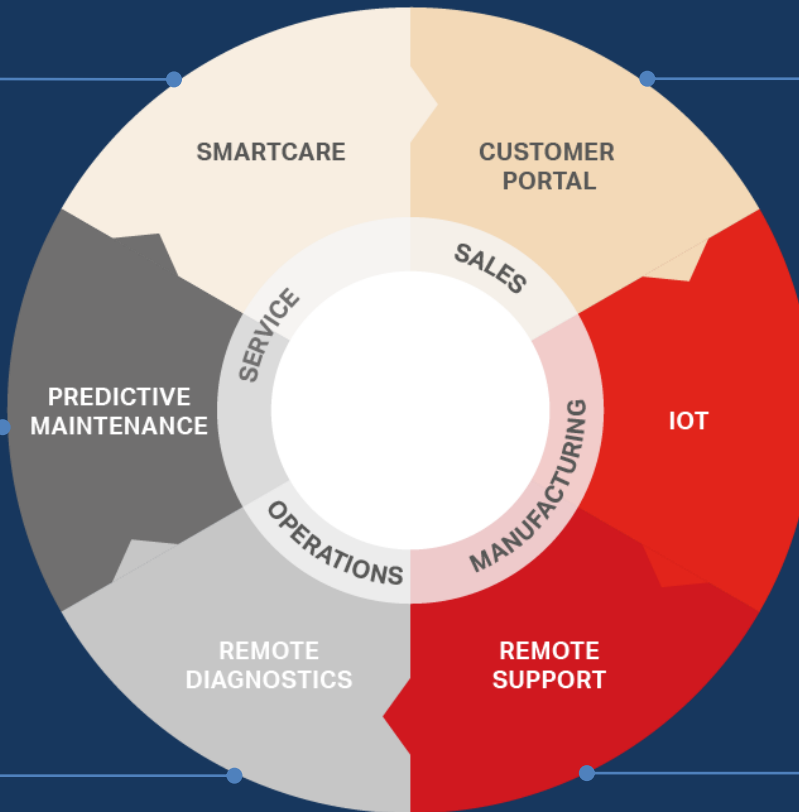 SMARTCARE
CUSTOMER
PORTAL
SALES
SERVICE
PREDICTIVE
MAINTENANCE
IOT
MANUFACTURING
OPERATIONS
REMOTE
DIAGNOSTICS
REMOTE
SUPPORT